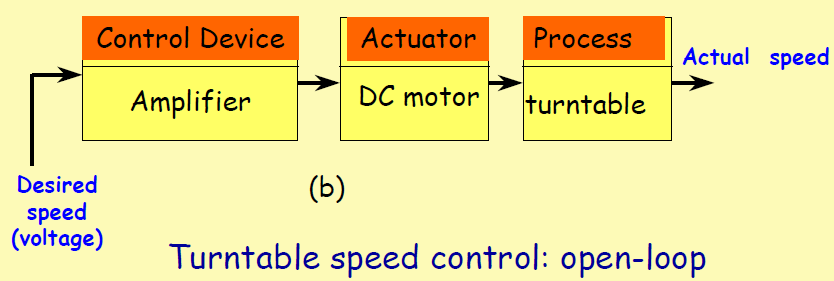 Control Device
Amplifier
Actuator
DC motor
Process
turntable
Actual speed
Desired
speed
(voltage)
(b)
Turntable speed control: open-loop